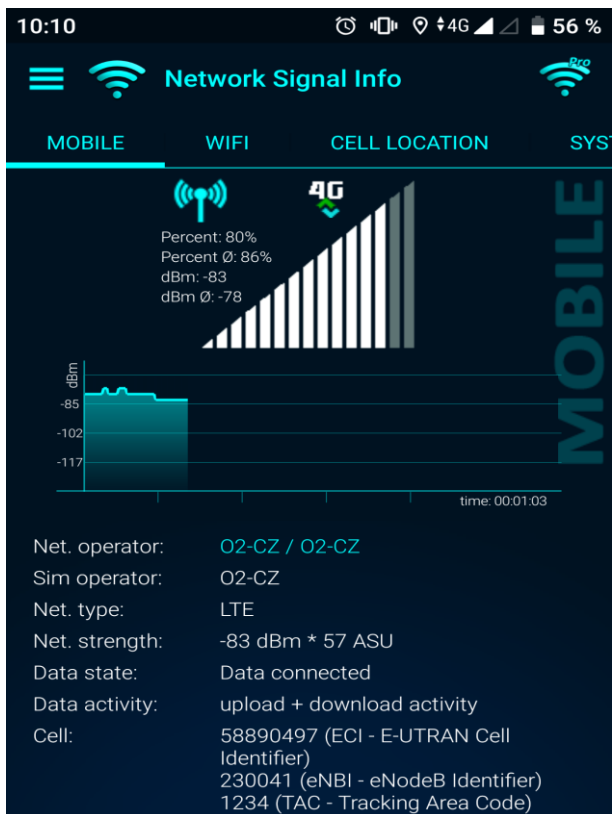 10:10 4G 56 %
Network Signal Info Pro
MOBILE WIFI CELL LOCATION SYST
4G
Percent: 80%
Percent Ø: 86%
dBm: -83
dBm Ø: -78
MOBILE
dBm
-85
-102
-117
time: 00:01:03
Net. operator: O2-CZ / O2-CZ
Sim operator: O2-CZ
Net. type: LTE
Net. strength: -83 dBm * 57 ASU
Data state: Data connected
Data activity: upload + download activity
Cell: 58890497 (ECI - E-UTRAN Cell
Identifier)
230041 (eNBI - eNodeB Identifier)
1234 (TAC - Tracking Area Code)